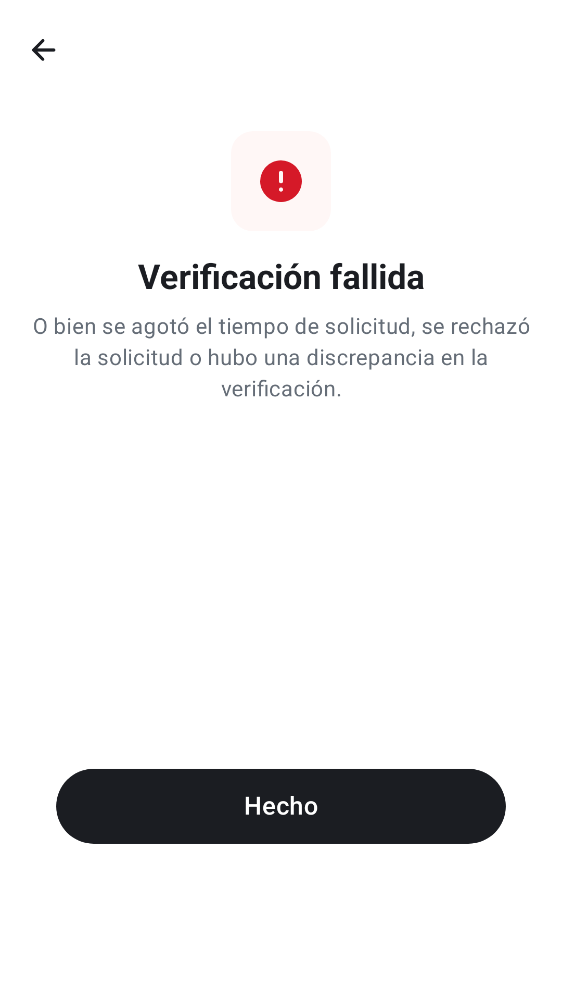 Verificación fallida
O bien se agotó el tiempo de solicitud, se rechazó
la solicitud o hubo una discrepancia en la
verificación.
Hecho